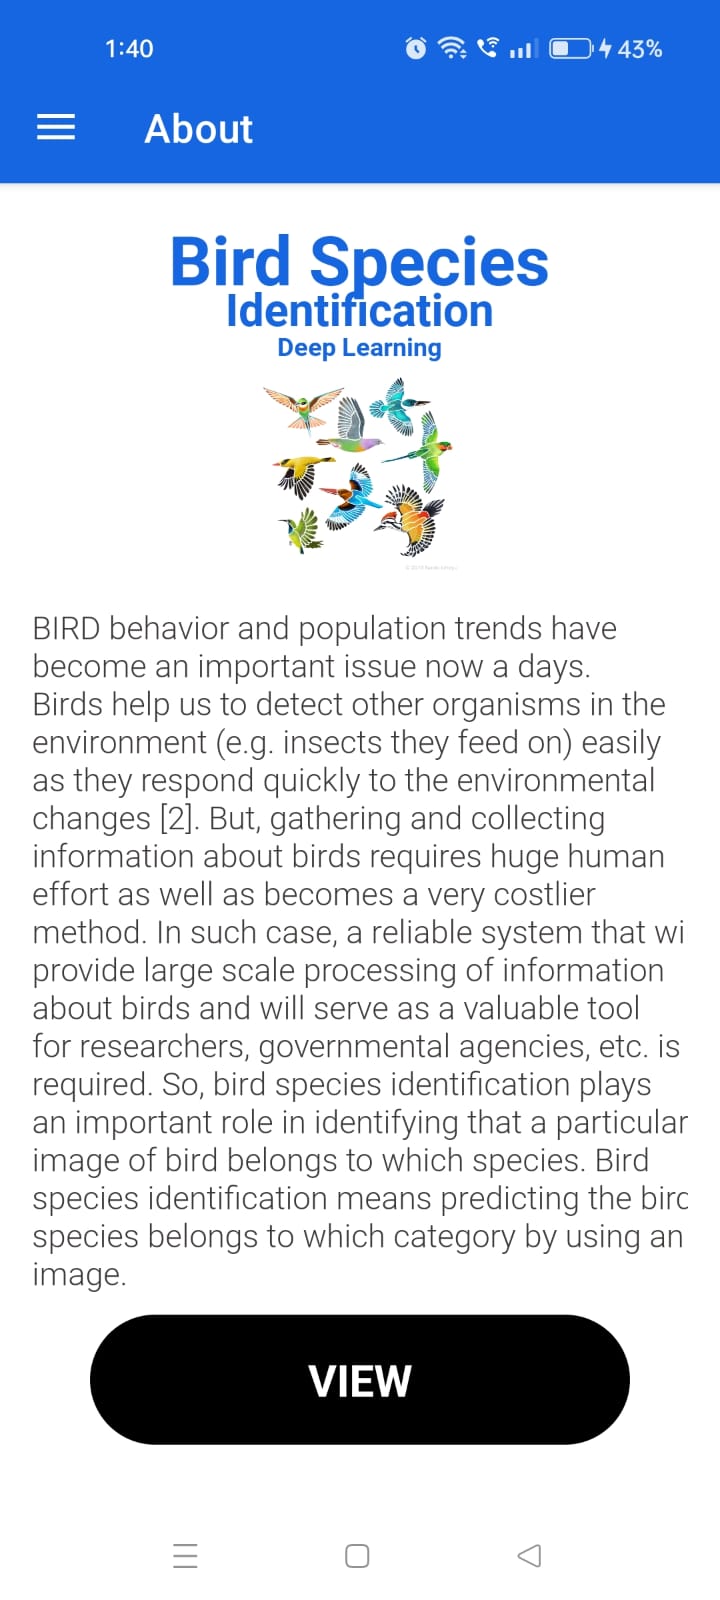 1:40
43%
About
Bird Species
Identification
Deep Learning
BIRD behavior and population trends have
become an important issue now a days.
Birds help us to detect other organisms in the
environment (e.g. insects they feed on) easily
as they respond quickly to the environmental
changes [2]. But, gathering and collecting
information about birds requires huge human
effort as well as becomes a very costlier
method. In such case, a reliable system that wi
provide large scale processing of information
about birds and will serve as a valuable tool
for researchers, governmental agencies, etc. is
required. So, bird species identification plays
an important role in identifying that a particular
image of bird belongs to which species. Bird
species identification means predicting the bird
species belongs to which category by using an
image.
VIEW